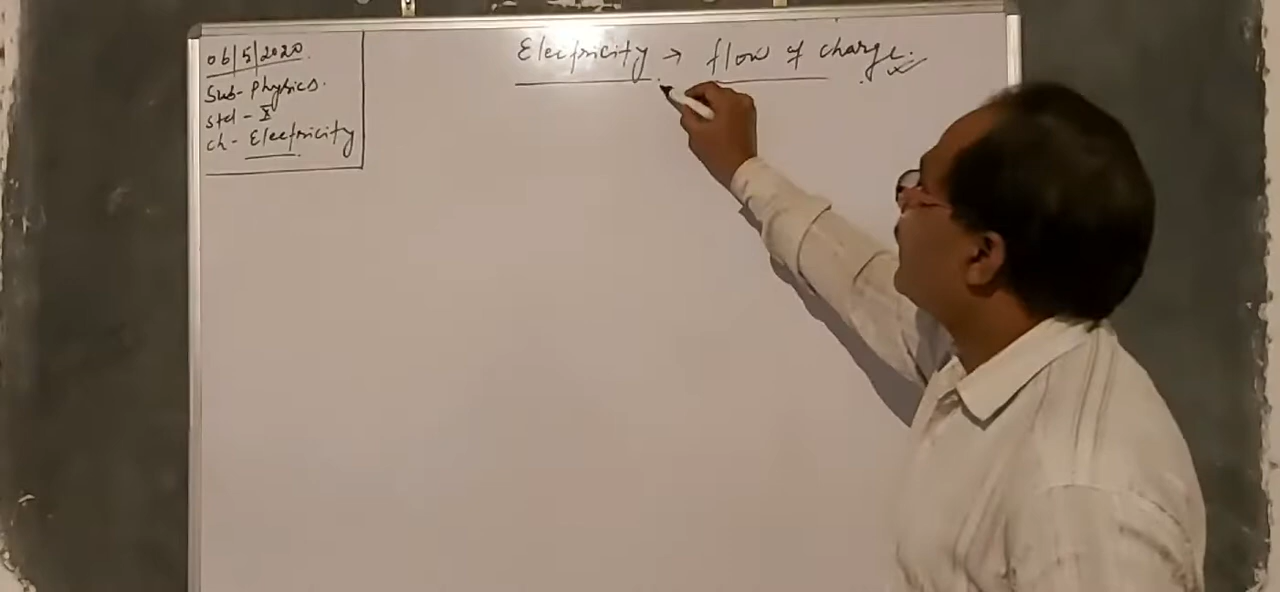 06/5/2020.
Sub- Physics.
Std - X
Ch- Electricity
Electricity → flow of charge.